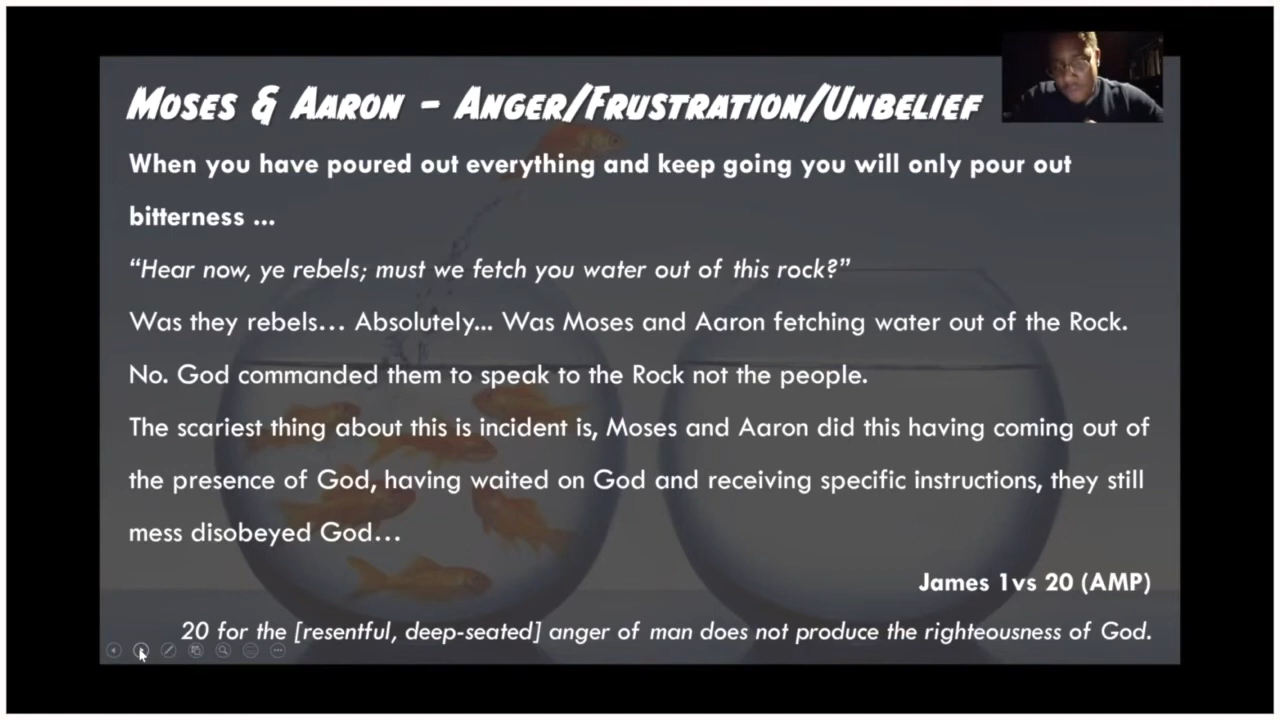 Moses & Aaron – Anger/Frustration/Unbelief
When you have poured out everything and keep going you will only pour out
bitterness ...
“Hear now, ye rebels; must we fetch you water out of this rock?”
Was they rebels… Absolutely... Was Moses and Aaron fetching water out of the Rock.
No. God commanded them to speak to the Rock not the people.
The scariest thing about this is incident is, Moses and Aaron did this having coming out of
the presence of God, having waited on God and receiving specific instructions, they still
mess disobeyed God…
James 1vs 20 (AMP)
20 for the [resentful, deep-seated] anger of man does not produce the righteousness of God.